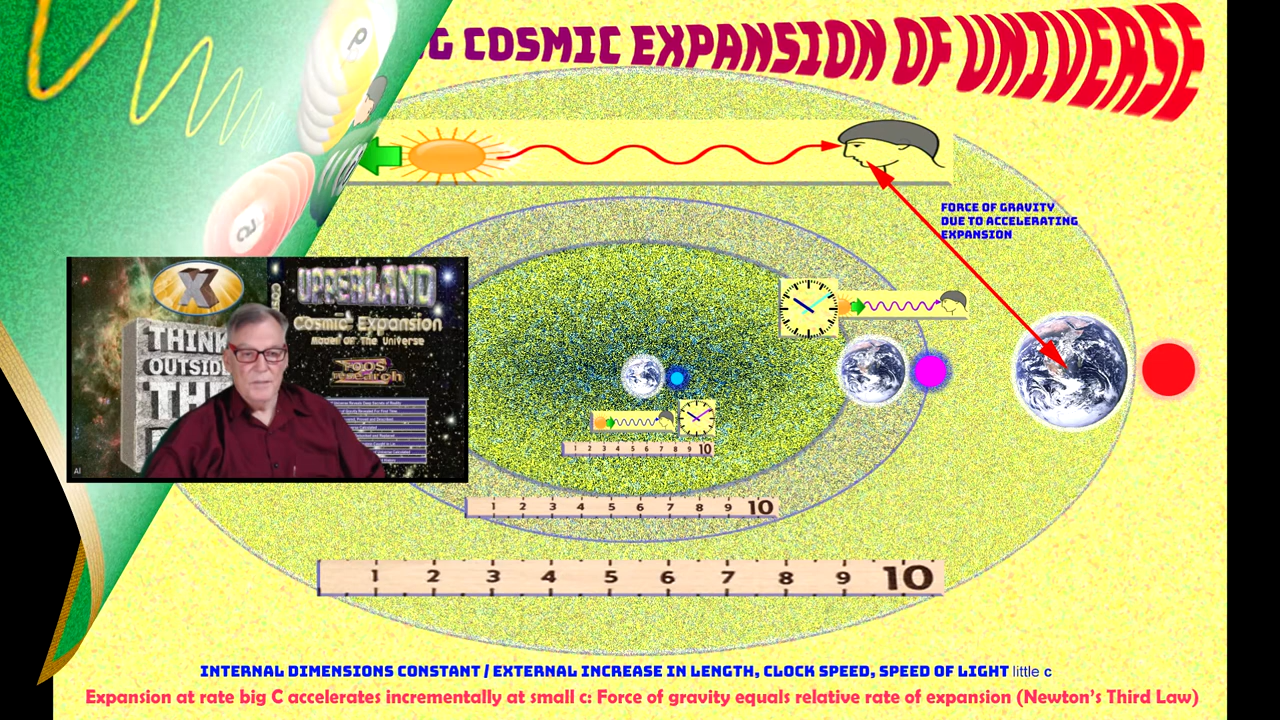 G COSMIC EXPANSION OF UNIVERSE
FORCE OF GRAVITY
DUE TO ACCELERATING
EXPANSION
X
UPPERLAND
Cosmic Expansion
Model Of The Universe
THINK
OUTSIDE
TH
FOOS
research
1 2 3 4 5 6 7 8 9 10
1 2 3 4 5 6 7 8 9 10
1 2 3 4 5 6 7 8 9 10
AI
INTERNAL DIMENSIONS CONSTANT / EXTERNAL INCREASE IN LENGTH, CLOCK SPEED, SPEED OF LIGHT little c
Expansion at rate big C accelerates incrementally at small c: Force of gravity equals relative rate of expansion (Newton's Third Law)